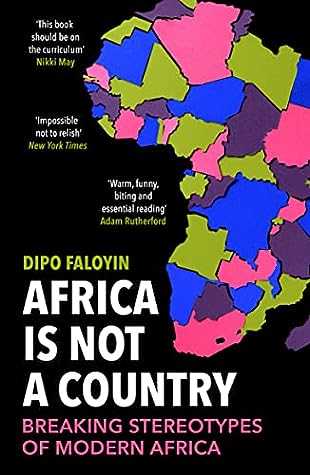 'This book
should be on
the curriculum'
Nikki May
'Impossible
not to relish'
New York Times
'Warm, funny,
biting and
essential reading'
Adam Rutherford
DIPO FALOYIN
AFRICA
IS NOT
A COUNTRY
BREAKING STEREOTYPES
OF MODERN AFRICA